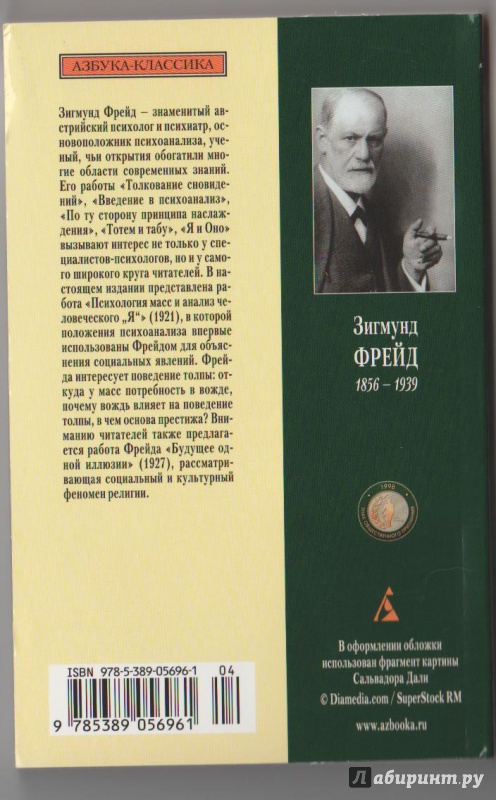 АЗБУКА-КЛАССИКА
Зигмунд Фрейд – знаменитый ав-
стрийский психолог и психиатр, ос-
новоположник психоанализа, уче-
ный, чьи открытия обогатили мно-
гие области современных знаний.
Его работы «Толкование сновиде-
ний», «Введение в психоанализ»,
«По ту сторону принципа наслаж-
дения», «Тотем и табу», «Я и Оно»
вызывают интерес не только у спе-
циалистов-психологов, но и у само-
го широкого круга читателей. В на-
стоящем издании представлена ра-
бота «Психология масс и анализ че-
ловеческого „Я“» (1921), в которой
положения психоанализа впервые
использованы Фрейдом для объяс-
нения социальных явлений. Фрей-
да интересует поведение толпы: от-
куда у масс потребность в вожде,
почему вождь влияет на поведение
толпы, в чем основа престижа? Вни-
манию читателей также предлага-
ется работа Фрейда «Будущее од-
ной иллюзии» (1927), рассматри-
вающая социальный и культурный
феномен религии.
ISBN 978-5-389-05696-1
04
9 785389 056961
Зигмунд
ФРЕЙД
1856 – 1939
1998
В оформлении обложки
использован фрагмент картины
Сальвадора Дали
© Diamedia.com / SuperStock RM
www.azbooka.ru
Лабиринт.ру